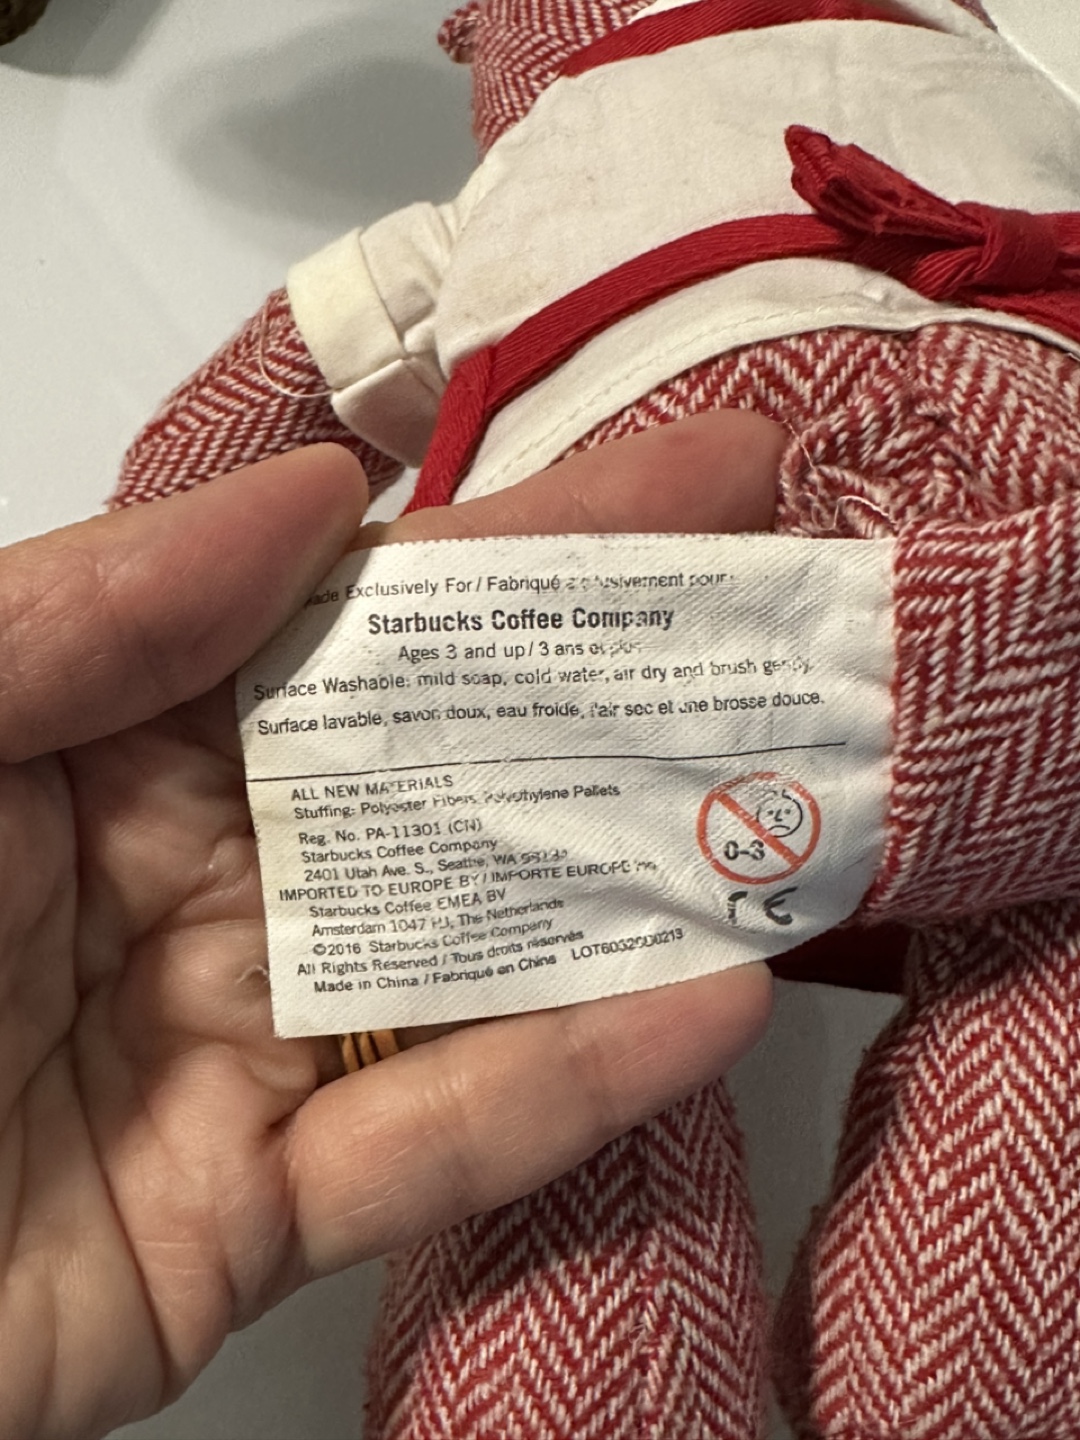 Exclusively For / Fabriqué pour
Starbucks Coffee Company
Ages 3 and up / 3 ans
Surface Washable: mild soap, cold water, air dry and brush gently.
Surface lavable, savon doux, eau froide, l'air sec et une brosse douce.
ALL NEW MATERIALS
Stuffing: Polyester Fibers, Polyethylene Pellets
Reg. No. PA-11301 (CN)
Starbucks Coffee Company
2401 Utah Ave. S., Seattle, WA
IMPORTED TO EUROPE BY / IMPORTE EUROPE
Starbucks Coffee EMEA BV
Amsterdam 1047 The Netherlands
©2016 Starbucks Coffee Company
All Rights Reserved / Tous droits réservés
Made in China / Fabriqué en China
0-3
CE